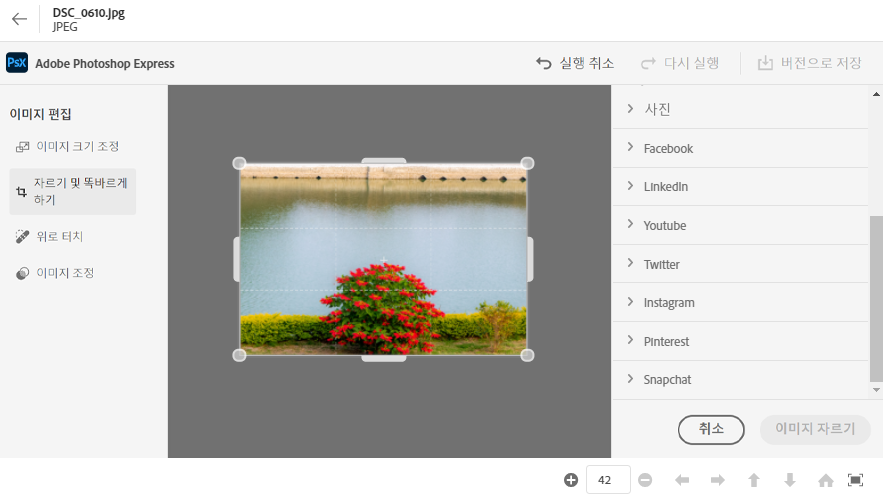 DSC_0610.jpg
JPEG
PsX Adobe Photoshop Express
실행 취소
다시 실행
버전으로 저장
이미지 편집
이미지 크기 조정
자르기 및 똑바르게
하기
위로 터치
이미지 조정
사진
Facebook
LinkedIn
Youtube
Twitter
Instagram
Pinterest
Snapchat
취소
이미지 자르기
42